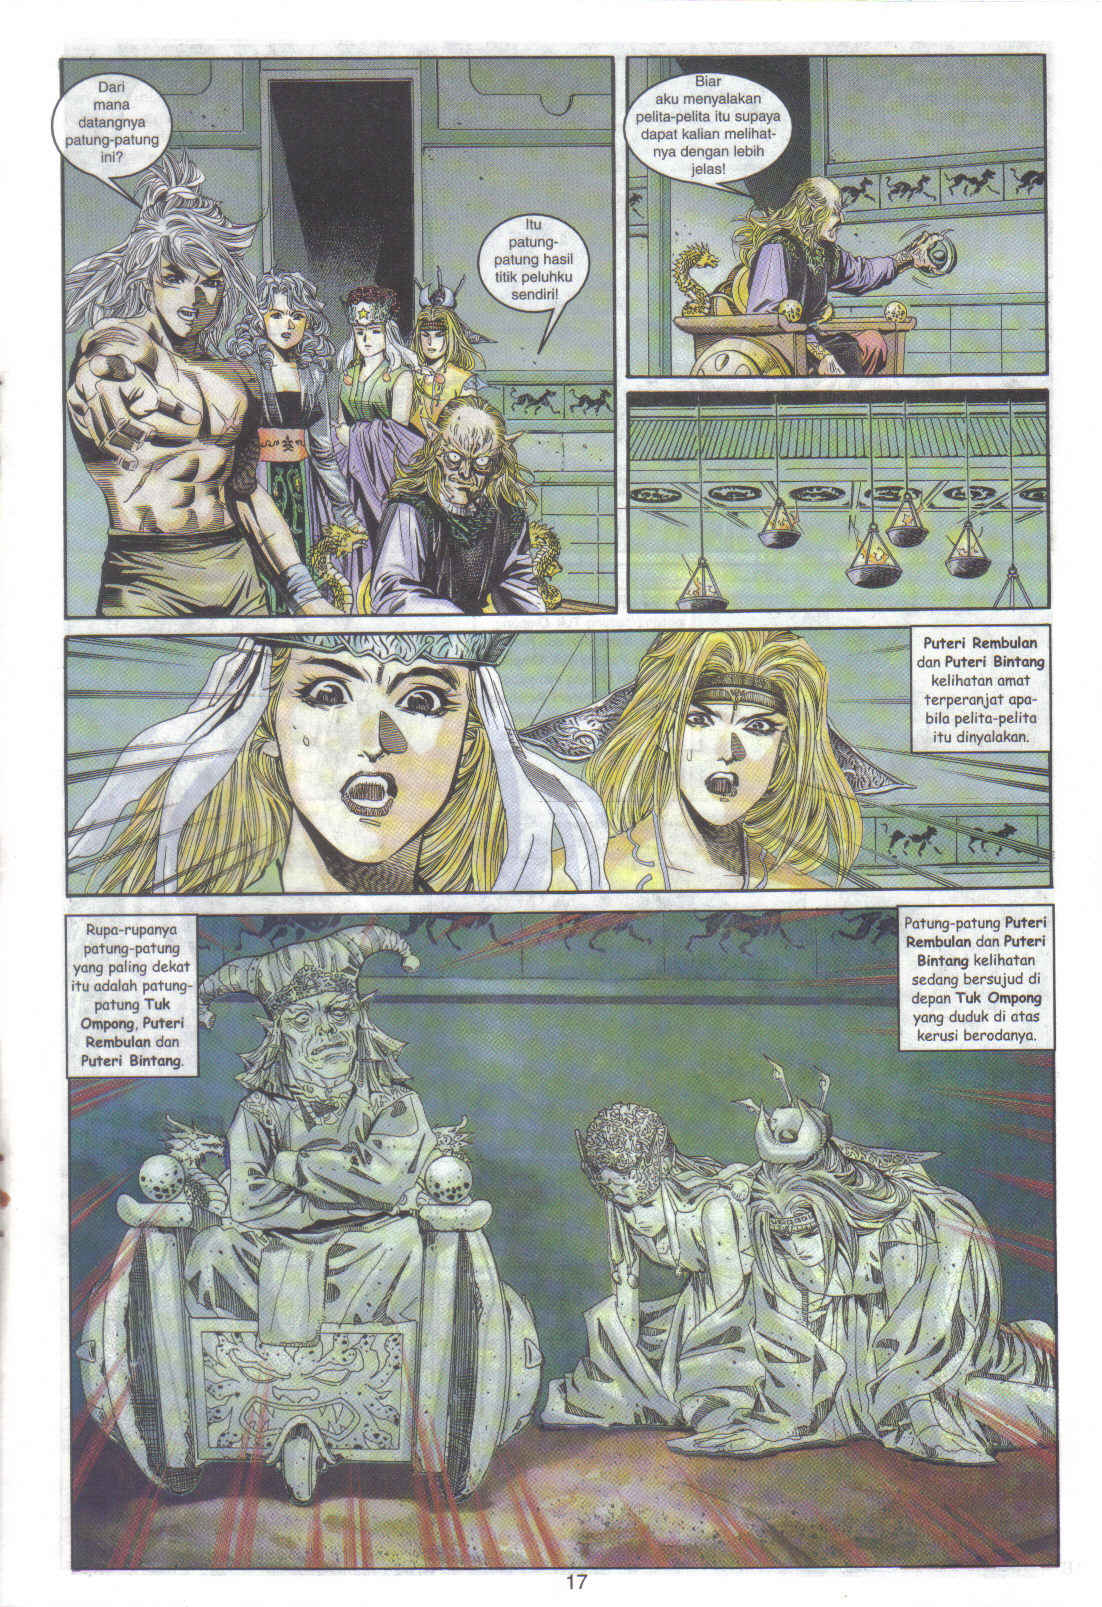 Dari
mana
datangnya
patung-patung
ini?
Itu
patung-
patung hasil
titik peluhku
sendiri!
Biar
aku menyalakan
pelita-pelita itu supaya
dapat kalian melihat-
nya dengan lebih
jelas!
Puteri Rembulan
dan Puteri Bintang
kelihatan amat
terperanjat apa-
bila pelita-pelita
itu dinyalakan.
Rupa-rupanya
patung-patung
yang paling dekat
itu adalah patung-
patung Tuk
Ompong, Puteri
Rembulan dan
Puteri Bintang.
Patung-patung Puteri
Rembulan dan Puteri
Bintang kelihatan
sedang bersujud di
depan Tuk Ompong
yang duduk di atas
kerusi berodanya.
17